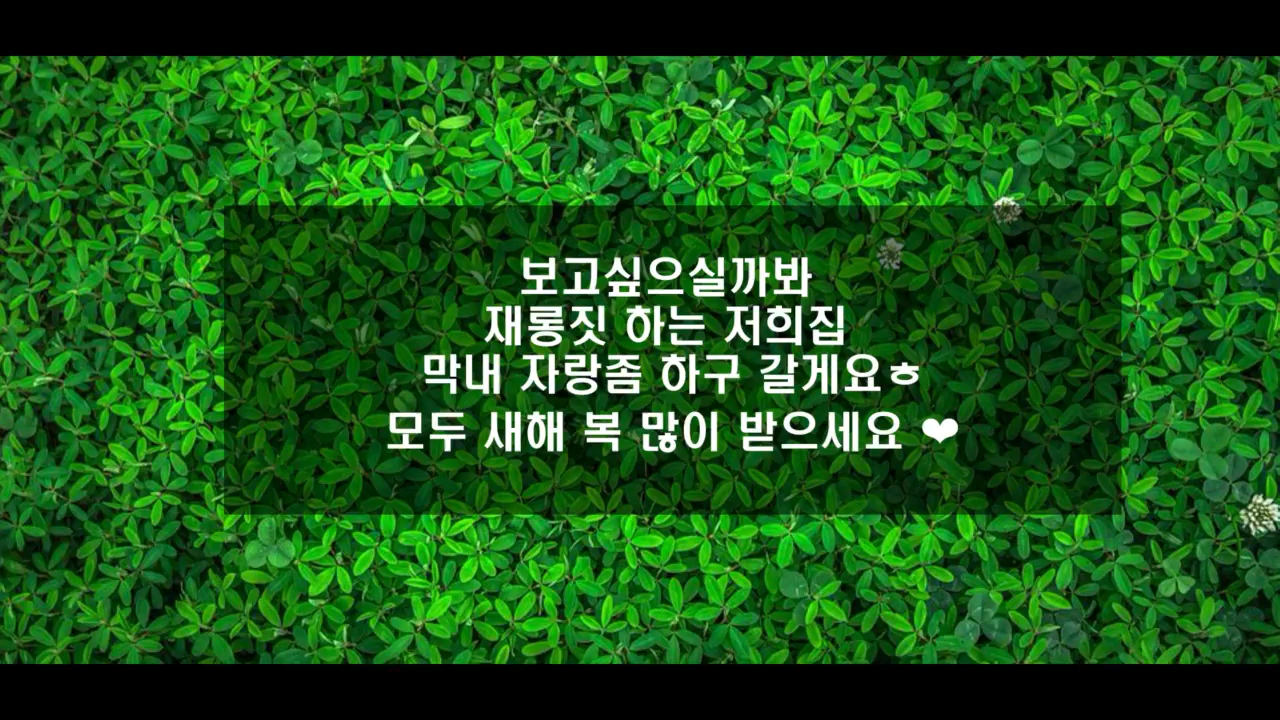 보고싶으실까봐
재롱짓 하는 저희집
막내 자랑좀 하구 갈게요ㅎ
모두 새해 복 많이 받으세요 ❤